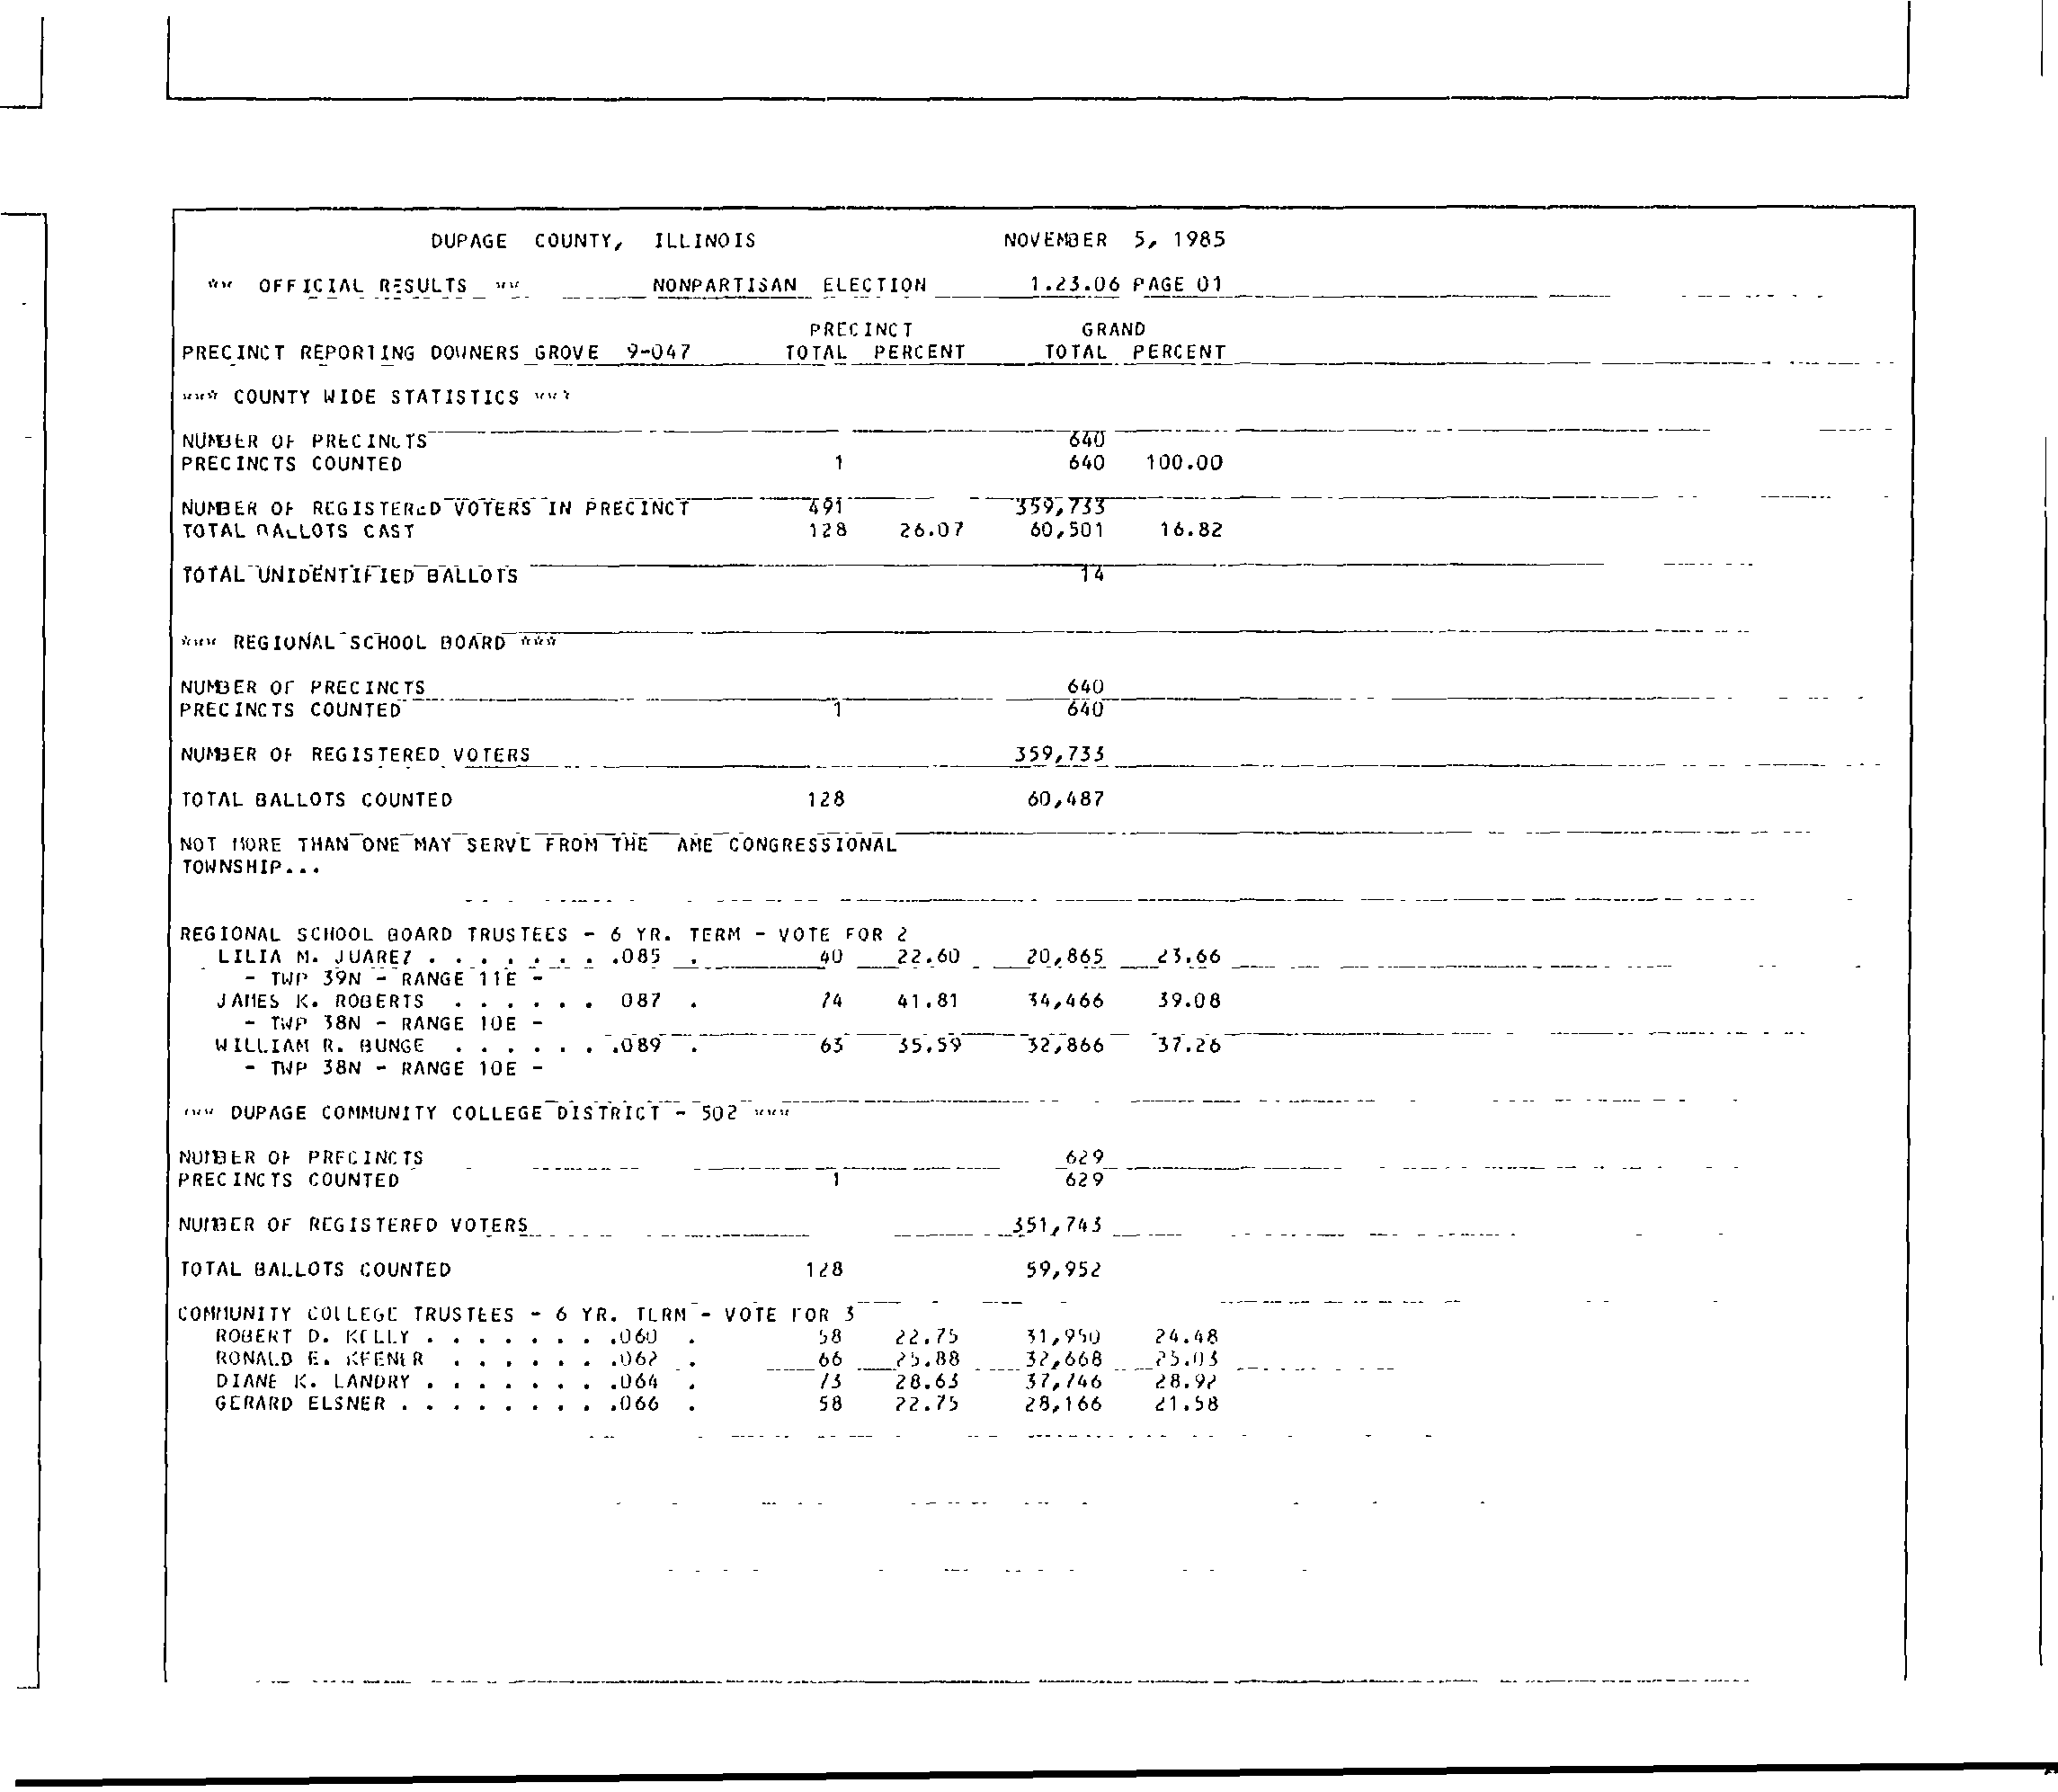 DUPAGE COUNTY, ILLINOIS NOVEMBER 5, 1985
** OFFICIAL RESULTS ** NONPARTISAN ELECTION 1.23.06 PAGE 01
PRECINCT GRAND
PRECINCT REPORTING DOWNERS GROVE 9-047 TOTAL PERCENT TOTAL PERCENT
*** COUNTY WIDE STATISTICS ***
NUMBER OF PRECINCTS 640
PRECINCTS COUNTED 1 640 100.00
NUMBER OF REGISTERED VOTERS IN PRECINCT 491 359,733
TOTAL BALLOTS CAST 128 26.07 60,501 16.82
TOTAL UNIDENTIFIED BALLOTS 14
*** REGIONAL SCHOOL BOARD ***
NUMBER OF PRECINCTS 640
PRECINCTS COUNTED 1 640
NUMBER OF REGISTERED VOTERS 359,733
TOTAL BALLOTS COUNTED 128 60,487
NOT MORE THAN ONE MAY SERVE FROM THE AME CONGRESSIONAL
TOWNSHIP...
REGIONAL SCHOOL BOARD TRUSTEES - 6 YR. TERM - VOTE FOR 2
LILIA M. JUAREZ . . . . . . . .085 . 40 22.60 20,865 23.66
- TWP 39N - RANGE 11E -
JAMES K. ROBERTS . . . . . . 087 . 74 41.81 34,466 39.08
- TWP 38N - RANGE 10E -
WILLIAM R. BUNGE . . . . . . .089 . 63 35.59 32,866 37.26
- TWP 38N - RANGE 10E -
*** DUPAGE COMMUNITY COLLEGE DISTRICT - 502 ***
NUMBER OF PRECINCTS 629
PRECINCTS COUNTED 1 629
NUMBER OF REGISTERED VOTERS 351,743
TOTAL BALLOTS COUNTED 128 59,952
COMMUNITY COLLEGE TRUSTEES - 6 YR. TERM - VOTE FOR 3
ROBERT D. KELLY . . . . . . . .060 . 58 22.75 31,950 24.48
RONALD E. KEENER . . . . . . .062 . 66 25.88 32,668 25.03
DIANE K. LANDRY . . . . . . . .064 . 73 28.63 37,746 28.92
GERARD ELSNER . . . . . . . . .066 . 58 22.75 28,166 21.58